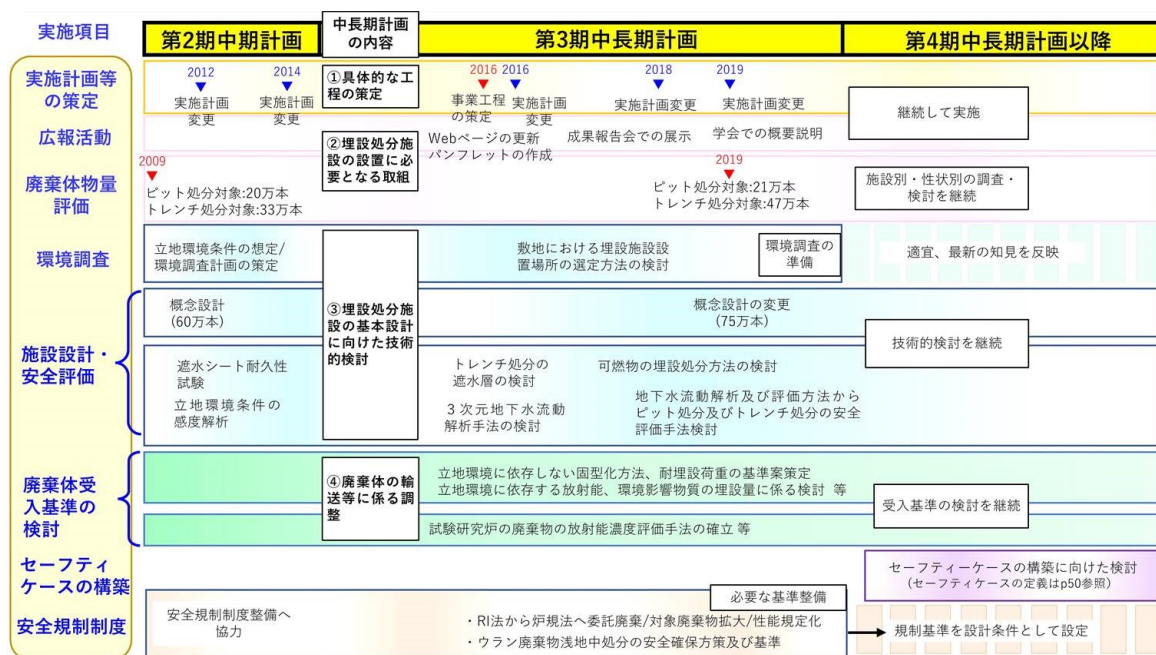 実施項目
第2期中期計画
中長期計画
の内容
第3期中長期計画
第4期中長期計画以降
実施計画等
の策定
2012
実施計画
変更
2014
実施計画
変更
①具体的な工
程の策定
2016
事業工程
の策定
2016
実施計画
変更
2018
実施計画変更
2019
実施計画変更
継続して実施
広報活動
②埋設処分施
設の設置に必
要となる取組
Webページの更新
パンフレットの作成
成果報告会での展示
学会での概要説明
廃棄体物量
評価
2009
ピット処分対象:20万本
トレンチ処分対象:33万本
2019
ピット処分対象:21万本
トレンチ処分対象:47万本
施設別・性状別の調査・
検討を継続
環境調査
立地環境条件の想定/
環境調査計画の策定
敷地における埋設施設設
置場所の選定方法の検討
環境調査の
準備
適宜、最新の知見を反映
施設設計・
安全評価
概念設計
(60万本)
③埋設処分施
設の基本設計
に向けた技術
的検討
概念設計の変更
(75万本)
技術的検討を継続
遮水シート耐久性
試験
立地環境条件の
感度解析
トレンチ処分の
遮水層の検討
3次元地下水流動
解析手法の検討
可燃物の埋設処分方法の検討
地下水流動解析及び評価方法から
ピット処分及びトレンチ処分の安全
評価手法検討
廃棄体受
入基準の
検討
④廃棄体の輸
送等に係る調
整
立地環境に依存しない固型化方法、耐埋設荷重の基準案策定
立地環境に依存する放射能、環境影響物質の埋設量に係る検討 等
試験研究炉の廃棄物の放射能濃度評価手法の確立 等
受入基準の検討を継続
セーフティ
ケースの構築
セーフティーケースの構築に向けた検討
(セーフティケースの定義はp50参照)
安全規制制度
安全規制制度整備へ
協力
必要な基準整備
・RI法から炉規法へ委託廃棄/対象廃棄物拡大/性能規定化
・ウラン廃棄物浅地中処分の安全確保方策及び基準
規制基準を設計条件として設定